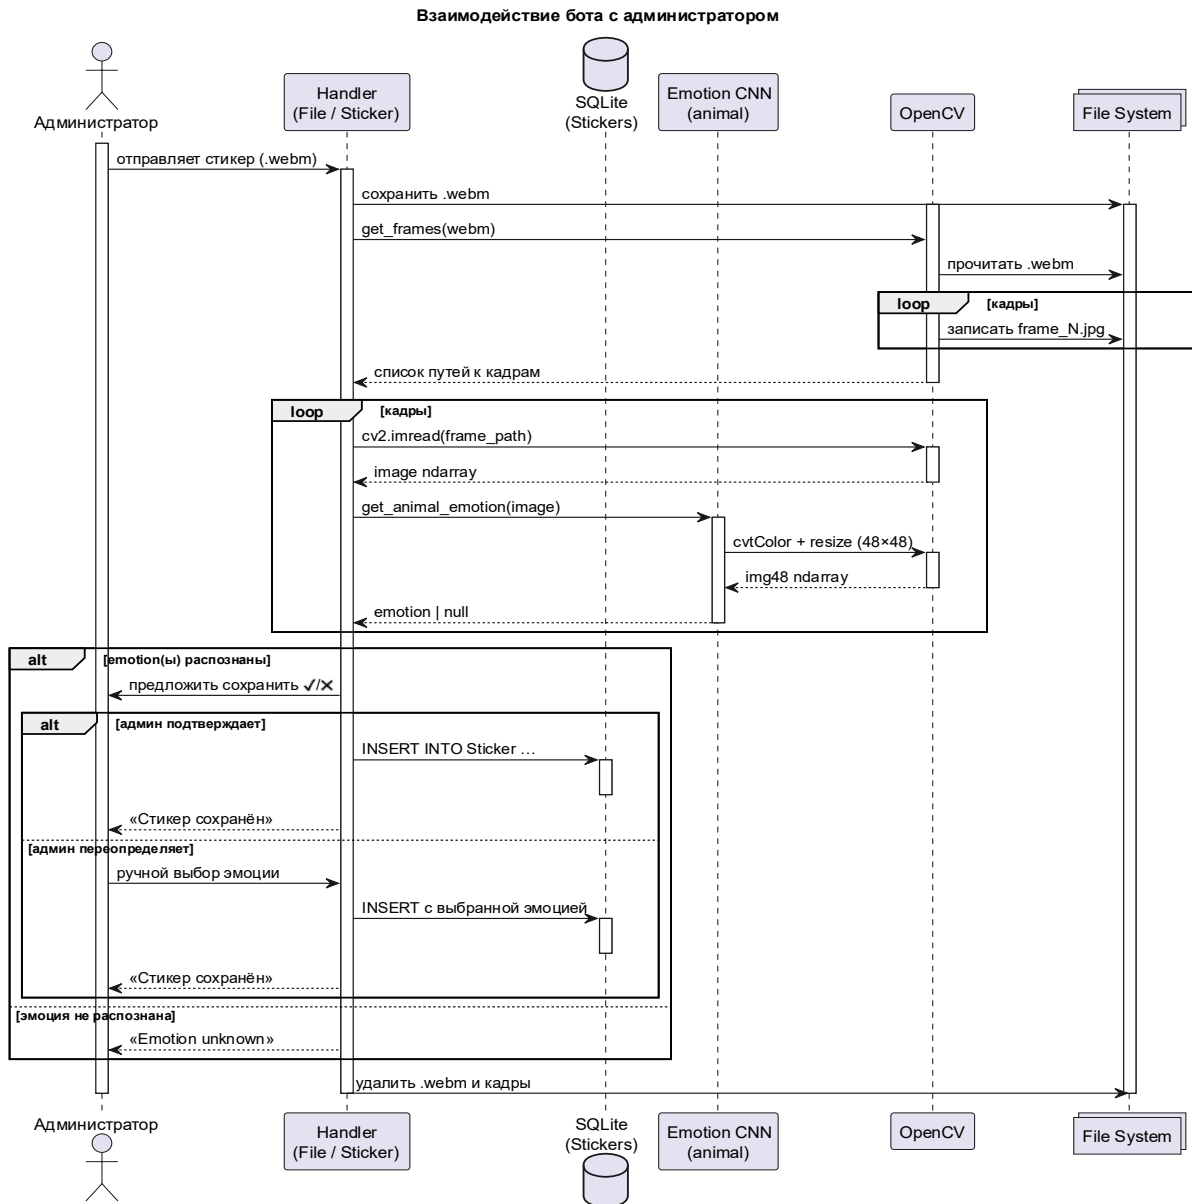 Взаимодействие бота с администратором
Администратор
Handler
(File / Sticker)
SQLite
(Stickers)
Emotion CNN
(animal)
OpenCV
File System
отправляет стикер (.webm)
сохранить .webm
get_frames(webm)
прочитать .webm
loop [кадры]
записать frame_N.jpg
список путей к кадрам
loop [кадры]
cv2.imread(frame_path)
image ndarray
get_animal_emotion(image)
cvtColor + resize (48×48)
img48 ndarray
emotion | null
alt [emotion(ы) распознаны]
предложить сохранить ✓/✕
alt [админ подтверждает]
INSERT INTO Sticker …
«Стикер сохранён»
[админ переопределяет]
ручной выбор эмоции
INSERT с выбранной эмоцией
«Стикер сохранён»
[эмоция не распознана]
«Emotion unknown»
удалить .webm и кадры
Администратор
Handler
(File / Sticker)
SQLite
(Stickers)
Emotion CNN
(animal)
OpenCV
File System